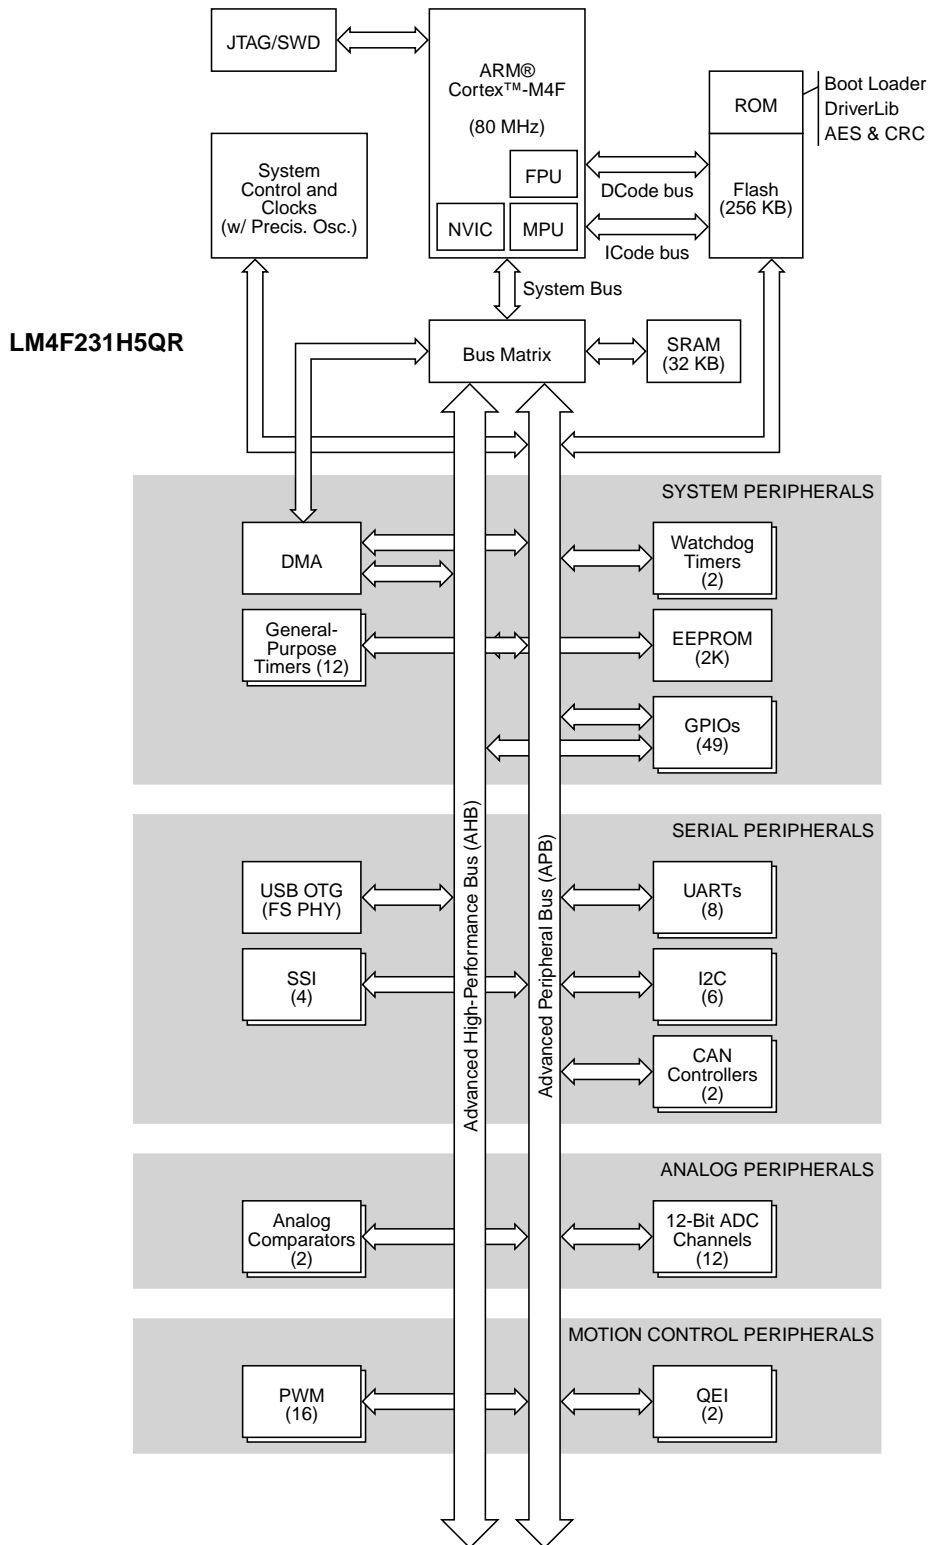 JTAG/SWD
ARM®
Cortex™-M4F
(80 MHz)
ROM
Boot Loader
DriverLib
AES & CRC
System
Control and
Clocks
(w/ Precis. Osc.)
FPU
NVIC
MPU
DCode bus
ICode bus
Flash
(256 KB)
System Bus
LM4F231H5QR
Bus Matrix
SRAM
(32 KB)
SYSTEM PERIPHERALS
DMA
Watchdog
Timers
(2)
General-
Purpose
Timers (12)
EEPROM
(2K)
GPIOs
(49)
Advanced High-Performance Bus (AHB)
Advanced Peripheral Bus (APB)
SERIAL PERIPHERALS
USB OTG
(FS PHY)
UARTs
(8)
SSI
(4)
I2C
(6)
CAN
Controllers
(2)
ANALOG PERIPHERALS
Analog
Comparators
(2)
12-Bit ADC
Channels
(12)
MOTION CONTROL PERIPHERALS
PWM
(16)
QEI
(2)